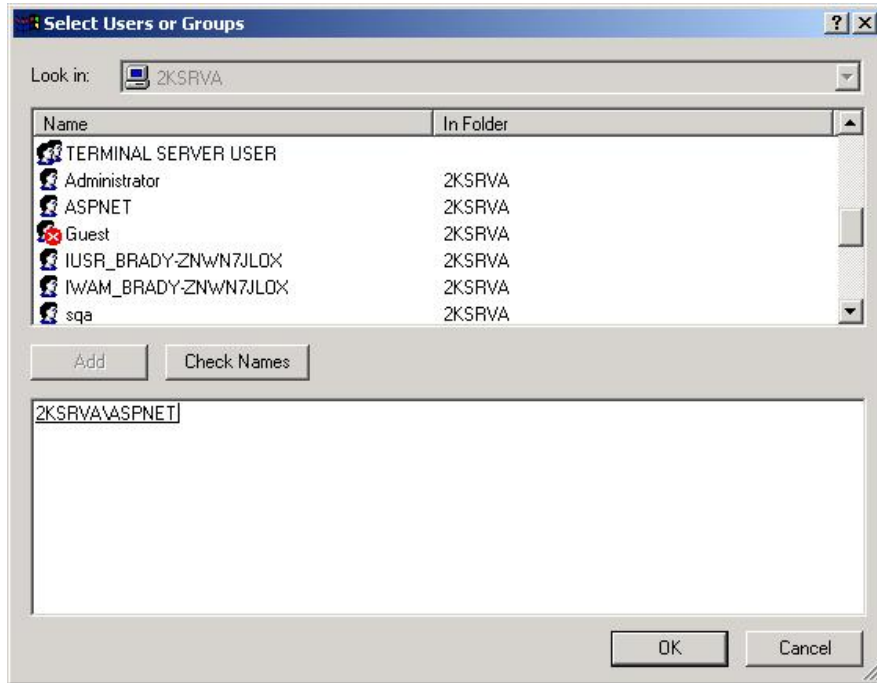 Select Users or Groups
Look in: 2KSRVA
Name In Folder
TERMINAL SERVER USER
Administrator 2KSRVA
ASPNET 2KSRVA
Guest 2KSRVA
IUSR_BRADY-ZNWN7JLOX 2KSRVA
IWAM_BRADY-ZNWN7JLOX 2KSRVA
sqa 2KSRVA
Add Check Names
2KSRVA\ASPNET
OK Cancel